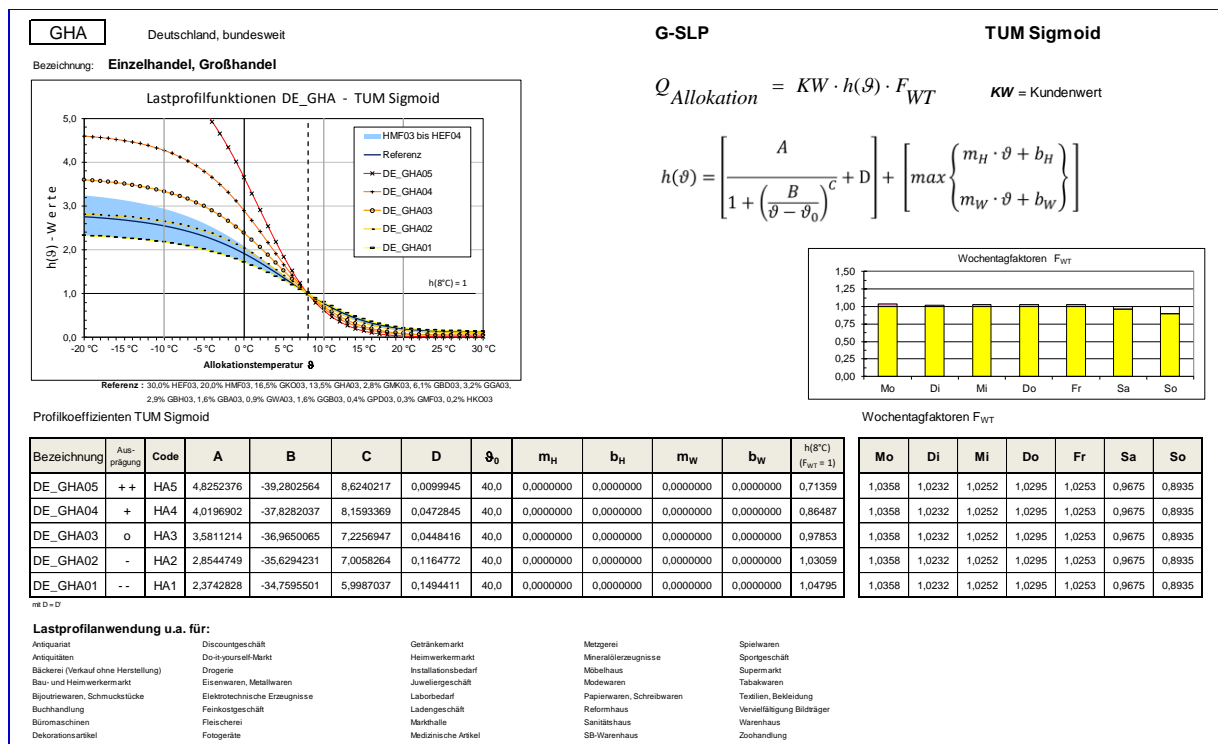 GHA Deutschland, bundesweit G-SLP TUM Sigmoid
Bezeichnung: Einzelhandel, Großhandel
Q Allokation = KW · h(ϑ) · F WT KW = Kundenwert
h(ϑ) = [ A / (1 + (B / (ϑ − ϑ0))^C) + D ] + [ max { mH · ϑ + bH ; mW · ϑ + bW } ]
Lastprofilfunktionen DE_GHA - TUM Sigmoid
h(ϑ) - Werte
5,0
4,0
3,0
2,0
1,0
0,0
HMF03 bis HEF04
Referenz
DE_GHA05
DE_GHA04
DE_GHA03
DE_GHA02
DE_GHA01
h(8°C) = 1
-20 °C -15 °C -10 °C -5 °C 0 °C 5 °C 10 °C 15 °C 20 °C 25 °C 30 °C
Allokationstemperatur ϑ
Referenz : 30,0% HEF03, 20,0% HMF03, 16,5% GKO03, 13,5% GHA03, 2,8% GMK03, 6,1% GBD03, 3,2% GGA03,
2,9% GBH03, 1,6% GBA03, 0,9% GWA03, 1,6% GGB03, 0,4% GPD03, 0,3% GMF03, 0,2% HKO03
Wochentagfaktoren FWT
1,50
1,25
1,00
0,75
0,50
0,25
0,00
Mo Di Mi Do Fr Sa So
Profilkoeffizienten TUM Sigmoid
Bezeichnung Aus-prägung Code A B C D ϑ0 mH bH mW bW h(8°C) (FWT = 1)
DE_GHA05 + + HA5 4,8252376 -39,2802564 8,6240217 0,0099945 40,0 0,0000000 0,0000000 0,0000000 0,0000000 0,71359
DE_GHA04 + HA4 4,0196902 -37,8282037 8,1593369 0,0472845 40,0 0,0000000 0,0000000 0,0000000 0,0000000 0,86487
DE_GHA03 o HA3 3,5811214 -36,9650065 7,2256947 0,0448416 40,0 0,0000000 0,0000000 0,0000000 0,0000000 0,97853
DE_GHA02 - HA2 2,8544749 -35,6294231 7,0058264 0,1164772 40,0 0,0000000 0,0000000 0,0000000 0,0000000 1,03059
DE_GHA01 - - HA1 2,3742828 -34,7595501 5,9987037 0,1494411 40,0 0,0000000 0,0000000 0,0000000 0,0000000 1,04795
mit D = D'
Wochentagfaktoren FWT
Mo Di Mi Do Fr Sa So
1,0358 1,0232 1,0252 1,0295 1,0253 0,9675 0,8935
1,0358 1,0232 1,0252 1,0295 1,0253 0,9675 0,8935
1,0358 1,0232 1,0252 1,0295 1,0253 0,9675 0,8935
1,0358 1,0232 1,0252 1,0295 1,0253 0,9675 0,8935
1,0358 1,0232 1,0252 1,0295 1,0253 0,9675 0,8935
Lastprofilanwendung u.a. für:
Antiquariat Discountgeschäft Getränkemarkt Metzgerei Spielwaren
Antiquitäten Do-it-yourself-Markt Heimwerkermarkt Mineralölerzeugnisse Sportgeschäft
Bäckerei (Verkauf ohne Herstellung) Drogerie Installationsbedarf Möbelhaus Supermarkt
Bau- und Heimwerkermarkt Eisenwaren, Metallwaren Juweliergeschäft Modewaren Tabakwaren
Bijoutriewaren, Schmuckstücke Elektrotechnische Erzeugnisse Laborbedarf Papierwaren, Schreibwaren Textilien, Bekleidung
Buchhandlung Feinkostgeschäft Ladengeschäft Reformhaus Vervielfältigung Bildträger
Büromaschinen Fleischerei Markthalle Sanitätshaus Warenhaus
Dekorationsartikel Fotogeräte Medizinische Artikel SB-Warenhaus Zoohandlung